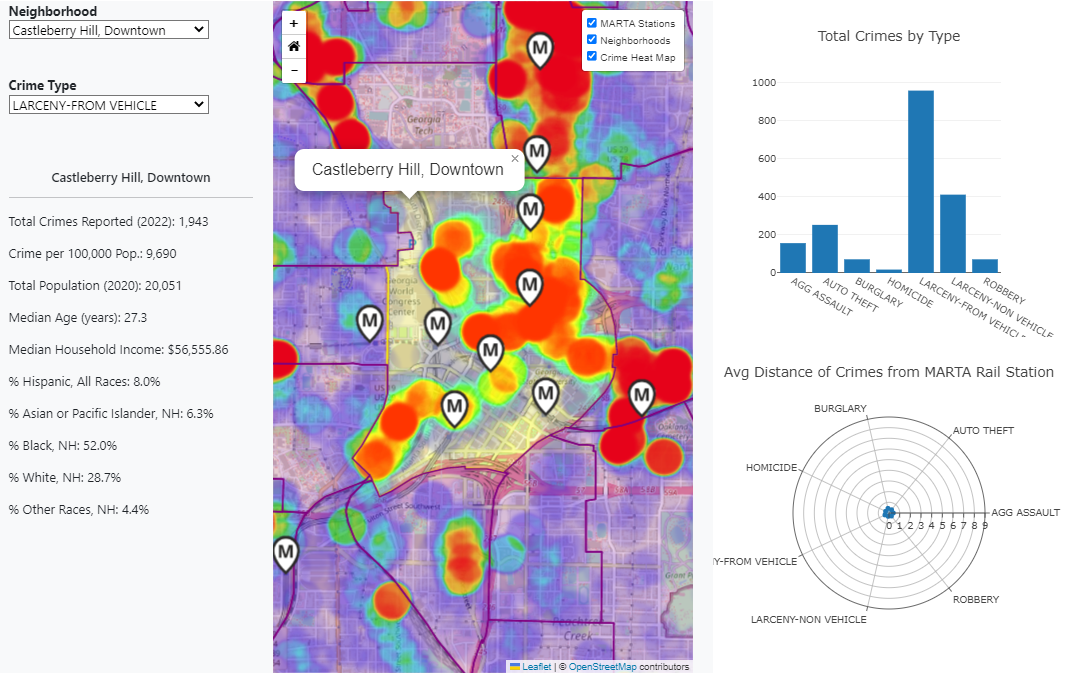 Neighborhood
Castleberry Hill, Downtown
Crime Type
LARCENY-FROM VEHICLE
Castleberry Hill, Downtown
Total Crimes Reported (2022): 1,943
Crime per 100,000 Pop.: 9,690
Total Population (2020): 20,051
Median Age (years): 27.3
Median Household Income: $56,555.86
% Hispanic, All Races: 8.0%
% Asian or Pacific Islander, NH: 6.3%
% Black, NH: 52.0%
% White, NH: 28.7%
% Other Races, NH: 4.4%
+
−
MARTA Stations
Neighborhoods
Crime Heat Map
M
Georgia
Tech
M
Castleberry Hill, Downtown
×
M
P
Georgia
World
Congress
Center
M
M
M
M
M
M
M
M
Street Southwest
Peachtree
Creek
Leaflet | © OpenStreetMap contributors
Total Crimes by Type
1000
800
600
400
200
0
AGG ASSAULT
AUTO THEFT
BURGLARY
HOMICIDE
LARCENY-FROM VEHICLE
LARCENY-NON VEHICLE
ROBBERY
Avg Distance of Crimes from MARTA Rail Station
BURGLARY
AUTO THEFT
HOMICIDE
AGG ASSAULT
0 1 2 3 4 5 6 7 8 9
Y-FROM VEHICLE
ROBBERY
LARCENY-NON VEHICLE